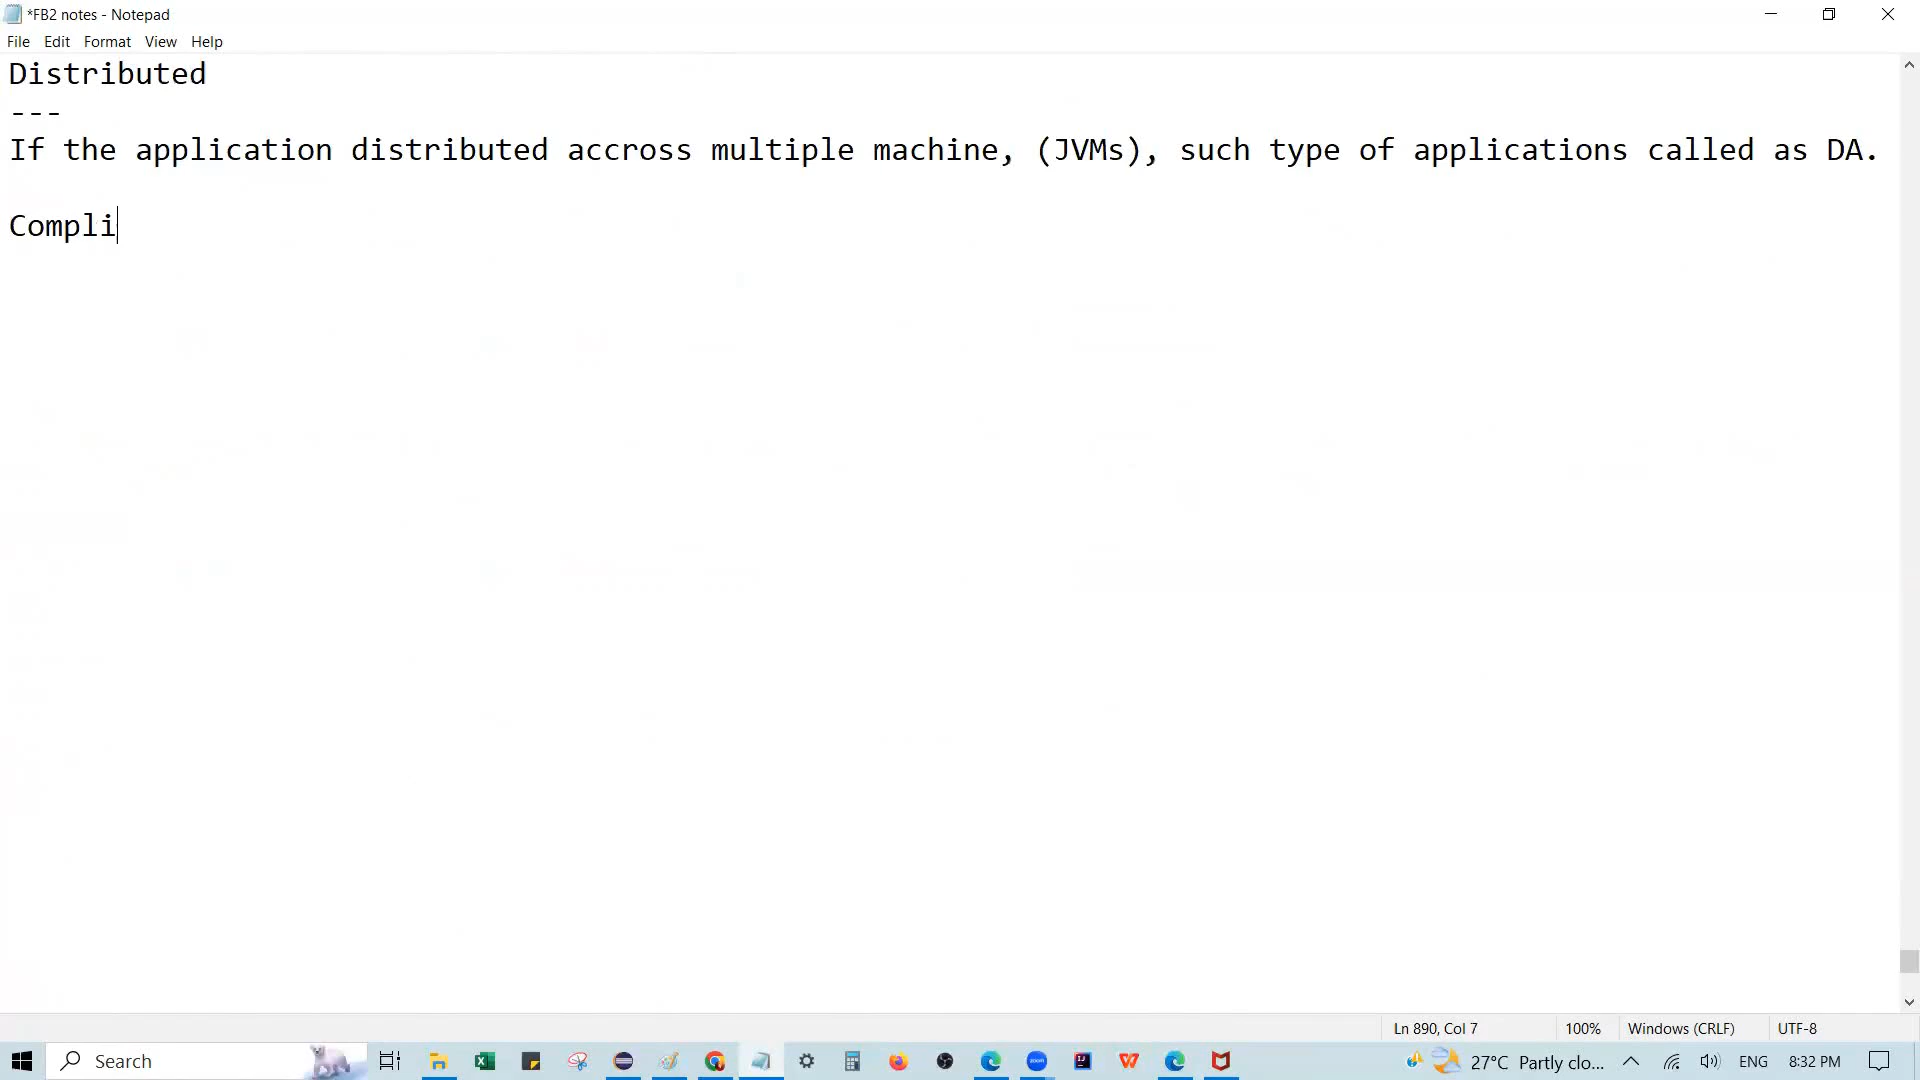 *FB2 notes - Notepad
File Edit Format View Help
Distributed
---
If the application distributed accross multiple machine, (JVMs), such type of applications called as DA.
Compli
Ln 890, Col 7 100% Windows (CRLF) UTF-8
Search 27°C Partly clo... ENG 8:32 PM